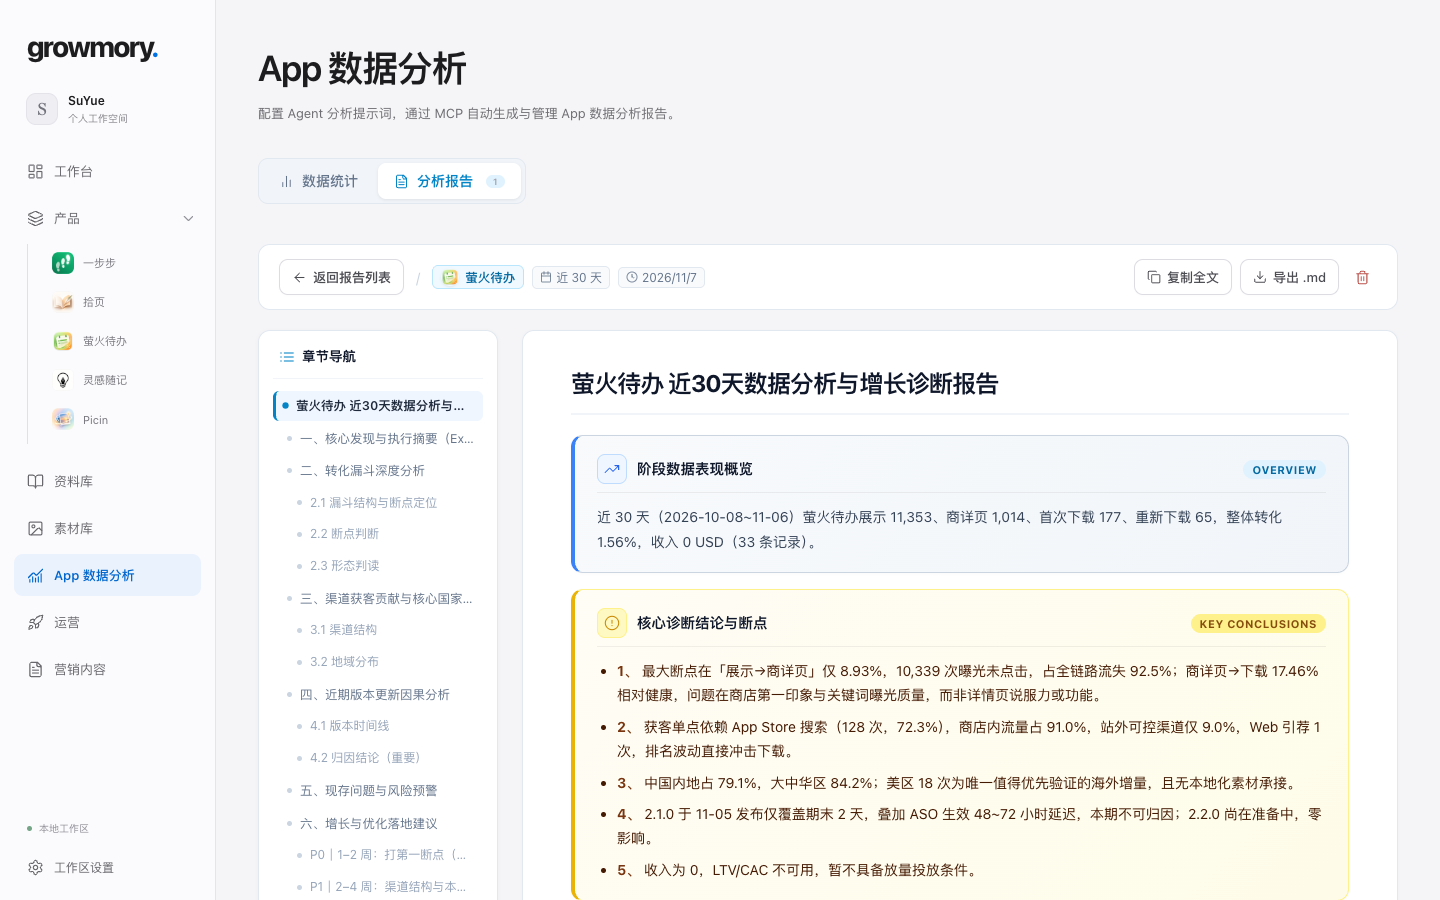 growmory.
S
SuYue
个人工作空间
工作台
产品
一步步
拾页
萤火待办
灵感随记
Picin
资料库
素材库
App 数据分析
运营
营销内容
本地工作区
工作区设置
App 数据分析
配置 Agent 分析提示词，通过 MCP 自动生成与管理 App 数据分析报告。
数据统计
分析报告 1
返回报告列表 / 萤火待办 近 30 天 2026/11/7 复制全文 导出 .md
章节导航
萤火待办 近30天数据分析与...
一、核心发现与执行摘要（Ex...
二、转化漏斗深度分析
2.1 漏斗结构与断点定位
2.2 断点判断
2.3 形态判读
三、渠道获客贡献与核心国家...
3.1 渠道结构
3.2 地域分布
四、近期版本更新因果分析
4.1 版本时间线
4.2 归因结论（重要）
五、现存问题与风险预警
六、增长与优化落地建议
P0｜1–2 周：打第一断点（...
P1｜2–4 周：渠道结构与本...
萤火待办 近30天数据分析与增长诊断报告
阶段数据表现概览 OVERVIEW
近 30 天（2026-10-08~11-06）萤火待办展示 11,353、商详页 1,014、首次下载 177、重新下载 65，整体转化
1.56%，收入 0 USD（33 条记录）。
核心诊断结论与断点 KEY CONCLUSIONS
1、 最大断点在「展示→商详页」仅 8.93%，10,339 次曝光未点击，占全链路流失 92.5%；商详页→下载 17.46%
相对健康，问题在商店第一印象与关键词曝光质量，而非详情页说服力或功能。
2、 获客单点依赖 App Store 搜索（128 次，72.3%），商店内流量占 91.0%，站外可控渠道仅 9.0%，Web 引荐 1
次，排名波动直接冲击下载。
3、 中国内地占 79.1%，大中华区 84.2%；美区 18 次为唯一值得优先验证的海外增量，且无本地化素材承接。
4、 2.1.0 于 11-05 发布仅覆盖期末 2 天，叠加 ASO 生效 48~72 小时延迟，本期不可归因；2.2.0 尚在准备中，零
影响。
5、 收入为 0，LTV/CAC 不可用，暂不具备放量投放条件。